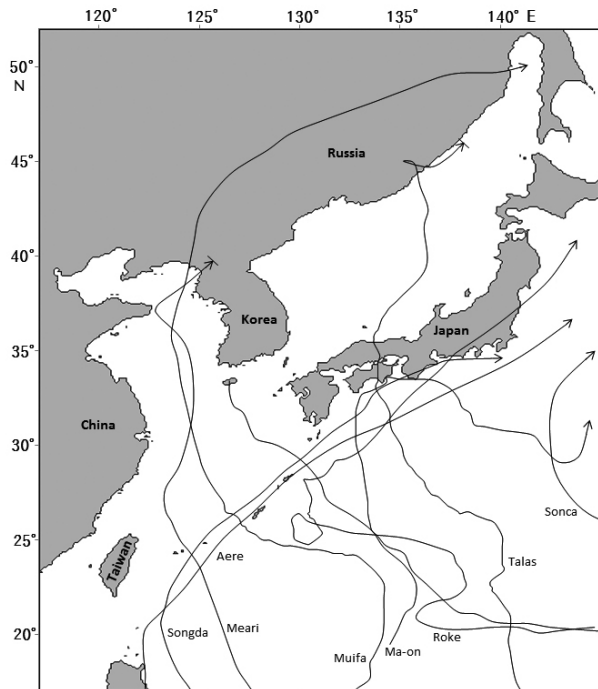 120° 125° 130° 135° 140° E
50°
N
Russia
45°
40°
Korea
Japan
35°
China
30°
Sonca
25°
Taiwan
Aere
Talas
Songda
Meari
Roke
20°
Muifa
Ma-on